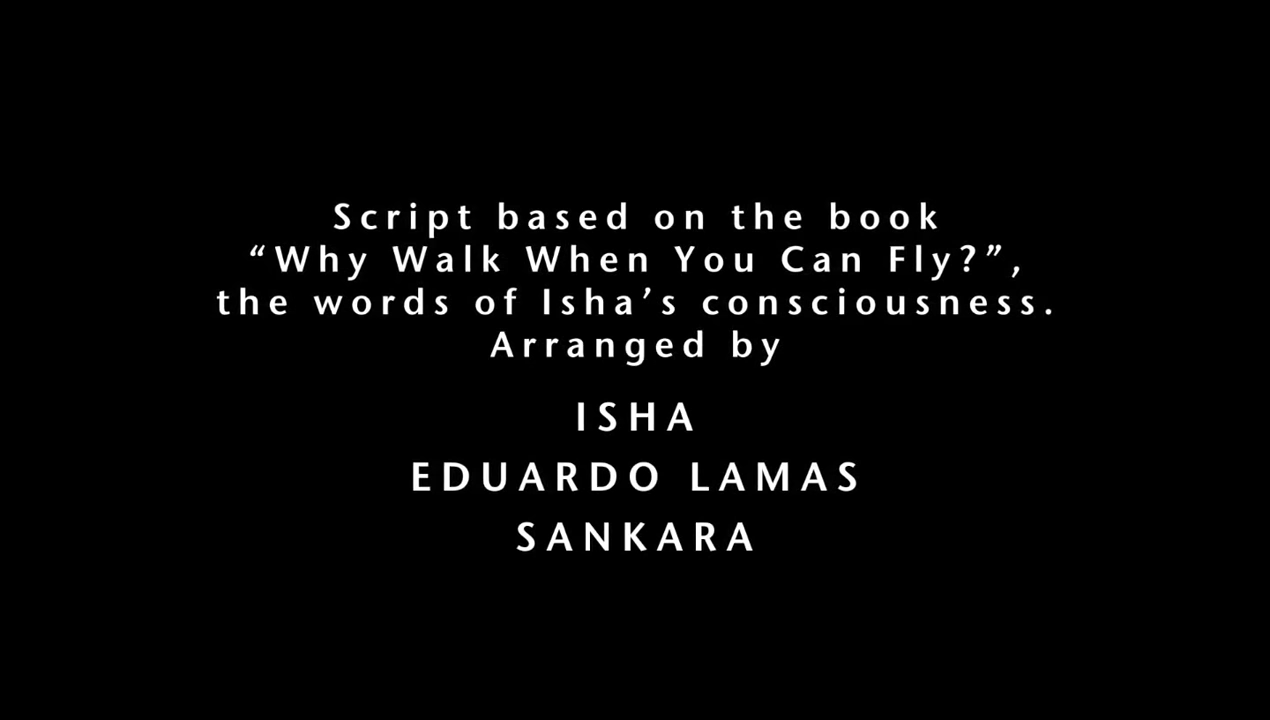 Script based on the book
“Why Walk When You Can Fly?”,
the words of Isha’s consciousness.
Arranged by
ISHA
EDUARDO LAMAS
SANKARA